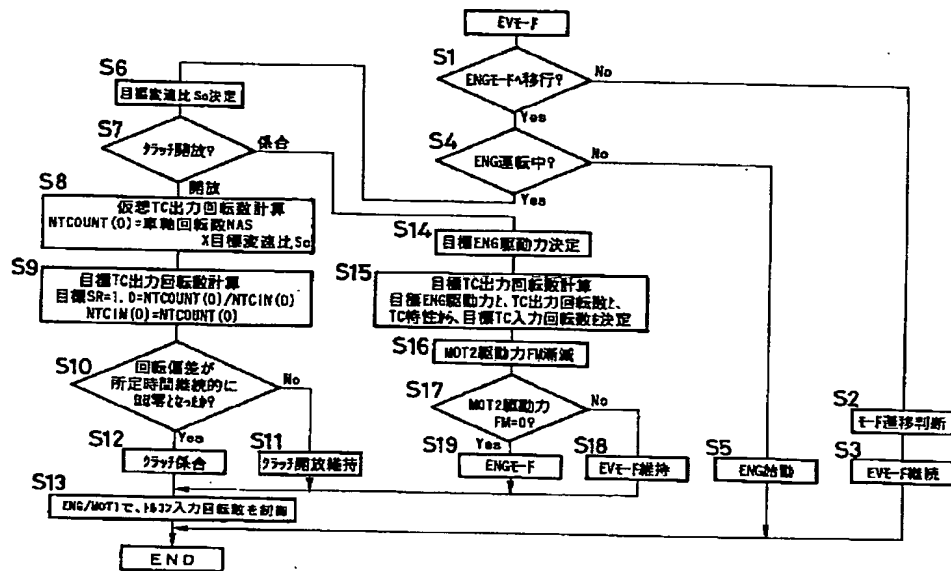 EVモード
S1
ENGモードへ移行?
No
Yes
S4
ENG運転中?
No
Yes
S6
目標変速比So決定
S7
クラッチ開放?
係合
開放
S8
仮想TC出力回転数計算
NTCOUNT(O)=車軸回転数NAS
X目標変速比So
S9
目標TC出力回転数計算
目標SR=1.0=NTCOUNT(O)/NTCIN(O)
NTCIN(O)=NTCOUNT(O)
S10
回転偏差が
所定時間継続的に
ほぼ零となったか?
No
Yes
S12
クラッチ係合
S11
クラッチ開放維持
S13
ENG/MOT1で、トルコン入力回転数を制御
END
S14
目標ENG駆動力決定
S15
目標TC出力回転数計算
目標ENG駆動力と、TC出力回転数と、
TC特性から、目標TC入力回転数を決定
S16
MOT2駆動力FM漸減
S17
MOT2駆動力
FM=0?
No
Yes
S19
ENGモード
S18
EVモード維持
S5
ENG始動
S2
モード遷移判断
S3
EVモード継続